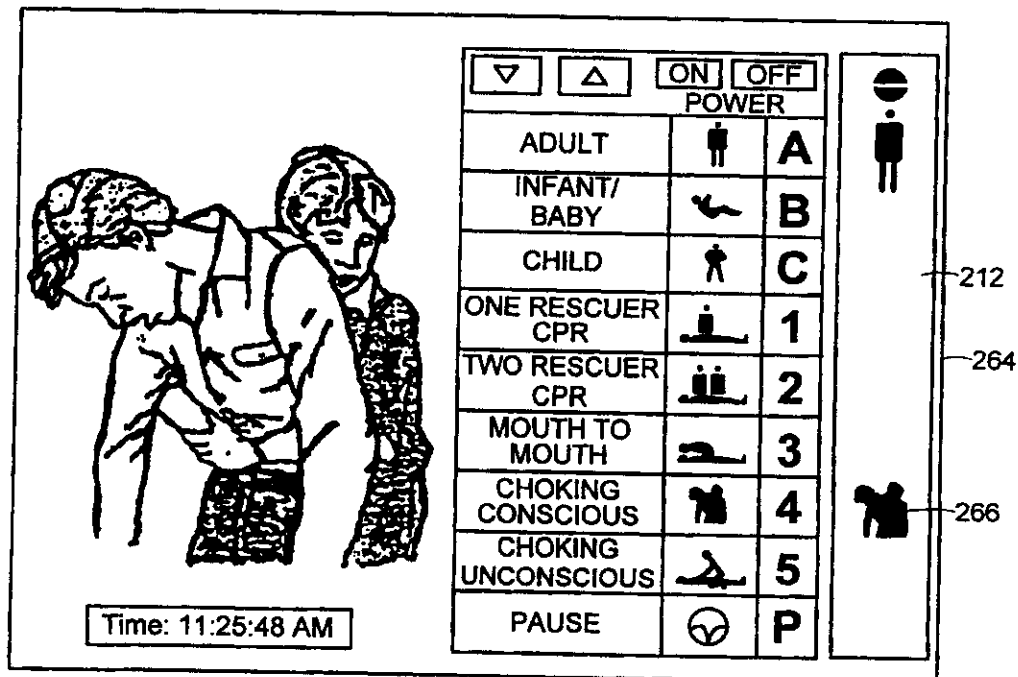 ON OFF
POWER
ADULT A
INFANT/
BABY B
CHILD C
ONE RESCUER
CPR 1
TWO RESCUER
CPR 2
MOUTH TO
MOUTH 3
CHOKING
CONSCIOUS 4
CHOKING
UNCONSCIOUS 5
PAUSE P
Time: 11:25:48 AM
212
264
266